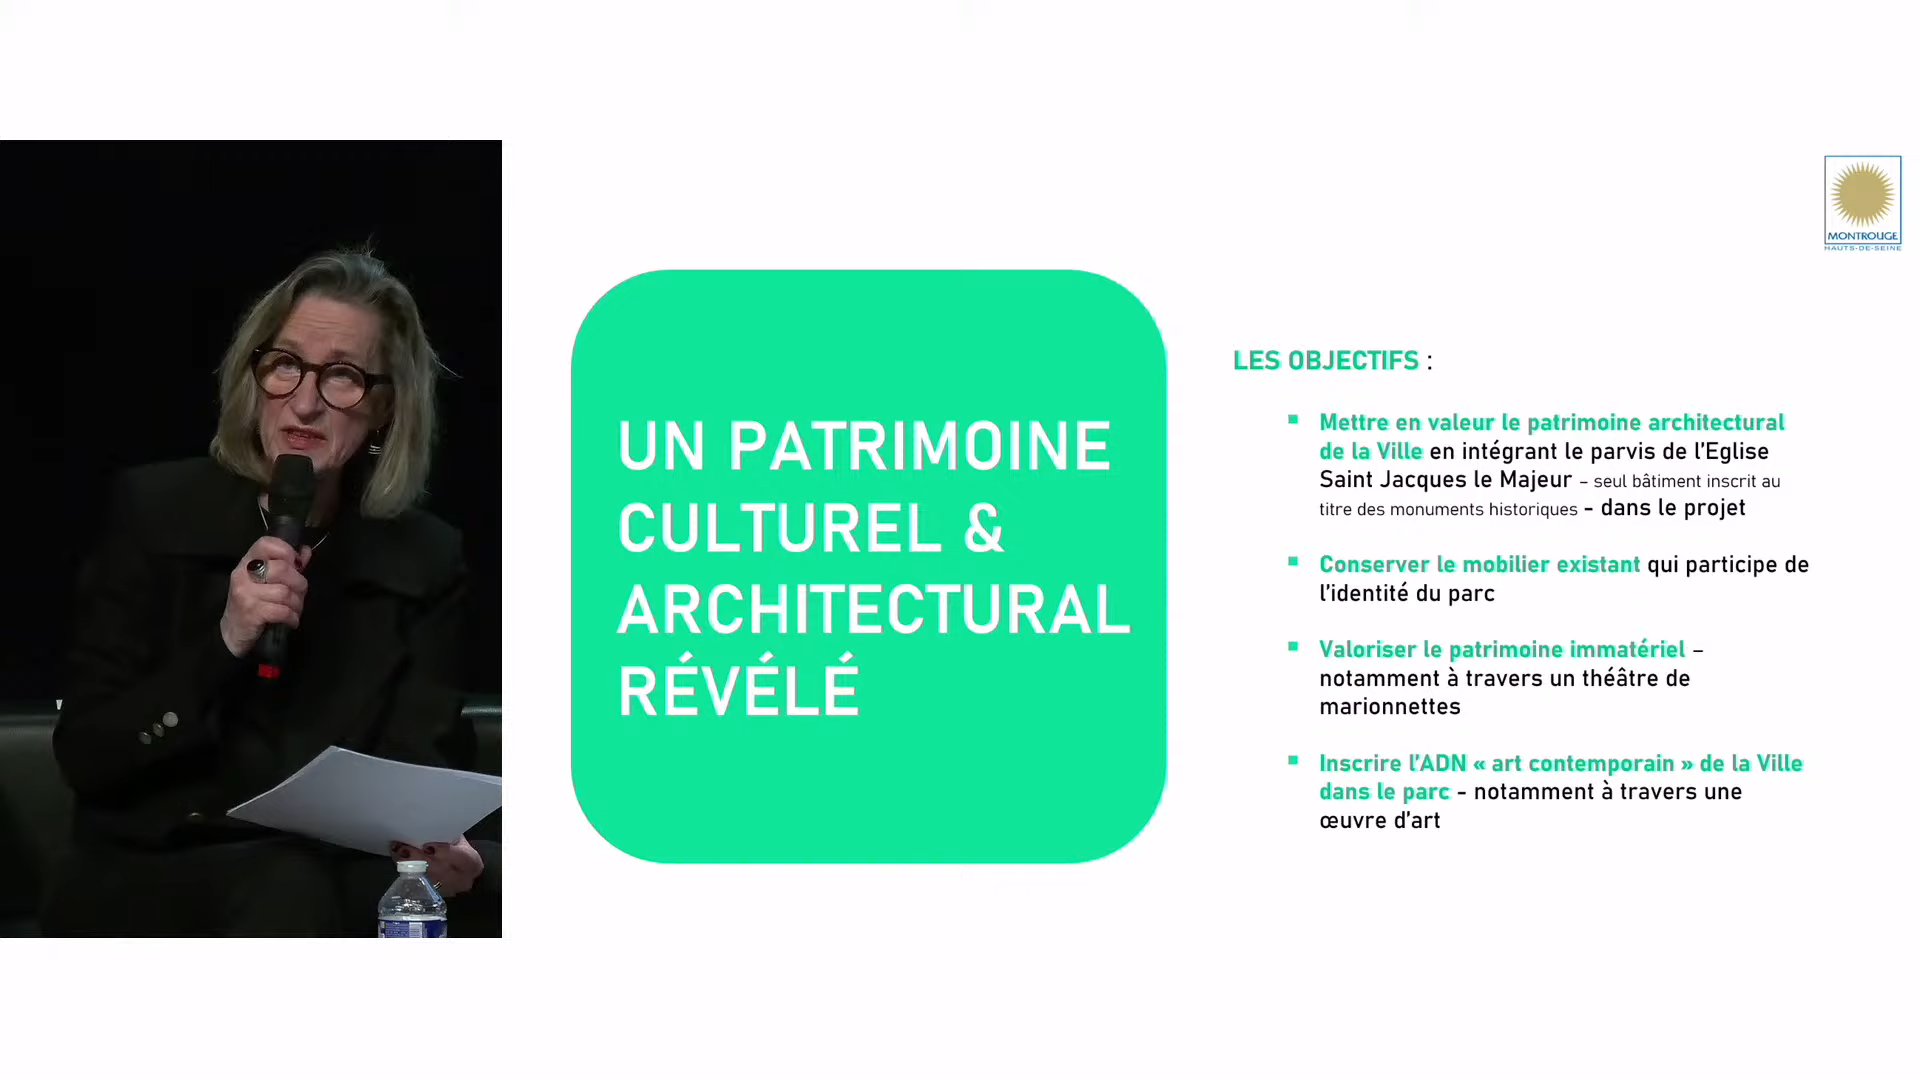 MONTROUGE
HAUTS-DE-SEINE
UN PATRIMOINE
CULTUREL &
ARCHITECTURAL
RÉVÉLÉ
LES OBJECTIFS :
Mettre en valeur le patrimoine architectural
de la Ville en intégrant le parvis de l’Eglise
Saint Jacques le Majeur – seul bâtiment inscrit au
titre des monuments historiques - dans le projet
Conserver le mobilier existant qui participe de
l’identité du parc
Valoriser le patrimoine immatériel –
notamment à travers un théâtre de
marionnettes
Inscrire l’ADN « art contemporain » de la Ville
dans le parc - notamment à travers une
œuvre d’art